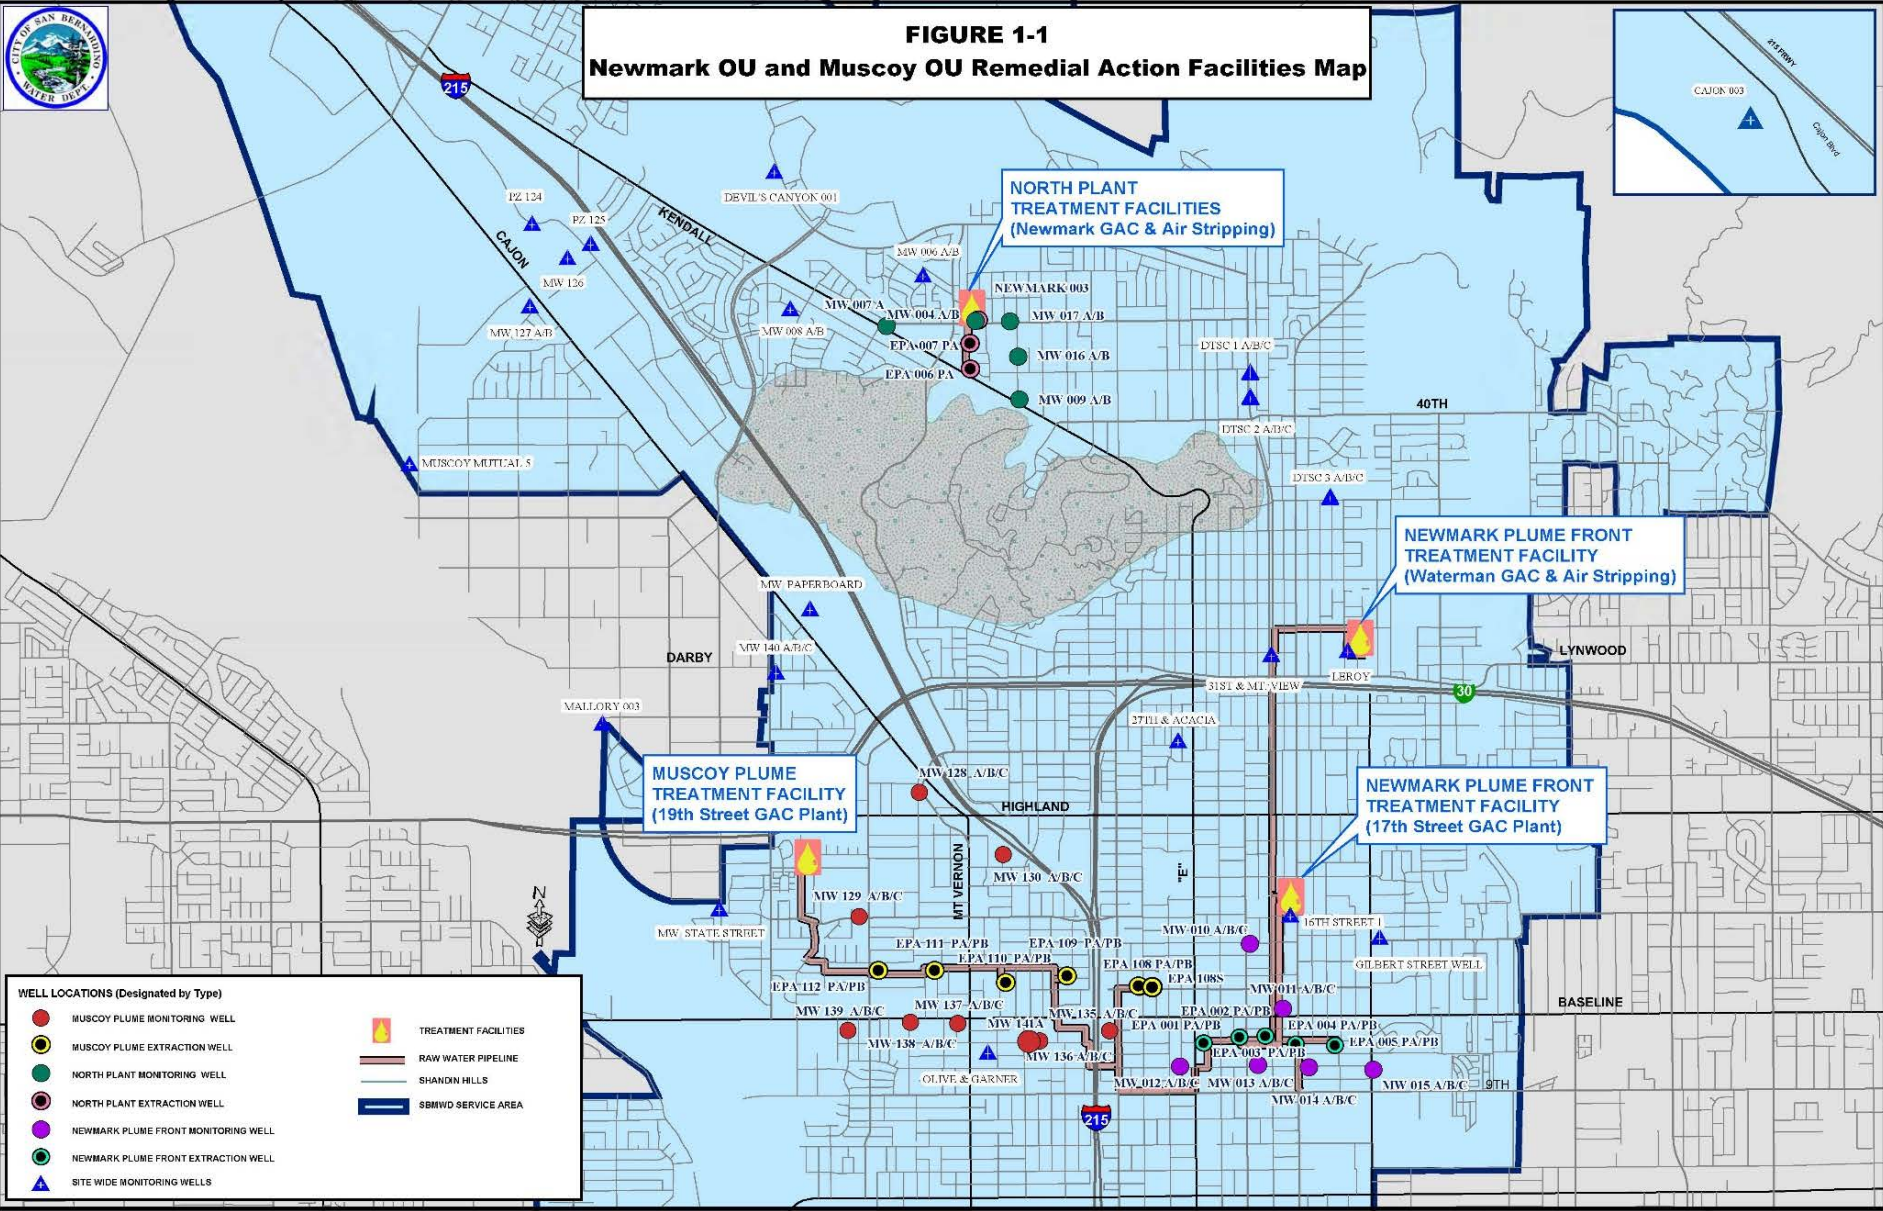 CITY OF SAN BERNARDINO
WATER DEPT.
FIGURE 1-1
Newmark OU and Muscoy OU Remedial Action Facilities Map
215
215 FRWY
CAJON 003
Cajon Blvd
NORTH PLANT
TREATMENT FACILITIES
(Newmark GAC & Air Stripping)
DEVIL'S CANYON 001
PZ 124
PZ 125
KENDALL
CAJON
MW 126
MW 127 A/B
MW 006 A/B
MW 008 A/B
MW 007 A
NEWMARK 003
MW 004 A/B
MW 017 A/B
EPA 007 PA
MW 016 A/B
EPA 006 PA
MW 009 A/B
DTSC 1 A/B/C
DTSC 2 A/B/C
40TH
MUSCOY MUTUAL 5
DTSC 3 A/B/C
NEWMARK PLUME FRONT
TREATMENT FACILITY
(Waterman GAC & Air Stripping)
MW PAPERBOARD
DARBY
MW 140 A/B/C
LYNWOOD
LEROY
31ST & MT. VIEW
30
MALLORY 003
27TH & ACACIA
MUSCOY PLUME
TREATMENT FACILITY
(19th Street GAC Plant)
MW 128 A/B/C
HIGHLAND
NEWMARK PLUME FRONT
TREATMENT FACILITY
(17th Street GAC Plant)
MT VERNON
"E"
MW 130 A/B/C
MW 129 A/B/C
MW STATE STREET
16TH STREET 1
MW 010 A/B/C
GILBERT STREET WELL
EPA 111 PA/PB
EPA 109 PA/PB
EPA 110 PA/PB
EPA 108 PA/PB
EPA 108S
EPA 112 PA/PB
MW 011 A/B/C
BASELINE
MW 139 A/B/C
MW 137 A/B/C
MW 135 A/B/C
EPA 002 PA/PB
MW 141A
EPA 001 PA/PB
EPA 004 PA/PB
MW 138 A/B/C
EPA 005 PA/PB
MW 136 A/B/C
EPA 003 PA/PB
OLIVE & GARNER
MW 012 A/B/C
MW 013 A/B/C
MW 015 A/B/C
9TH
MW 014 A/B/C
215
N
WELL LOCATIONS (Designated by Type)
MUSCOY PLUME MONITORING WELL
MUSCOY PLUME EXTRACTION WELL
NORTH PLANT MONITORING WELL
NORTH PLANT EXTRACTION WELL
NEWMARK PLUME FRONT MONITORING WELL
NEWMARK PLUME FRONT EXTRACTION WELL
SITE WIDE MONITORING WELLS
TREATMENT FACILITIES
RAW WATER PIPELINE
SHANDIN HILLS
SBMWD SERVICE AREA